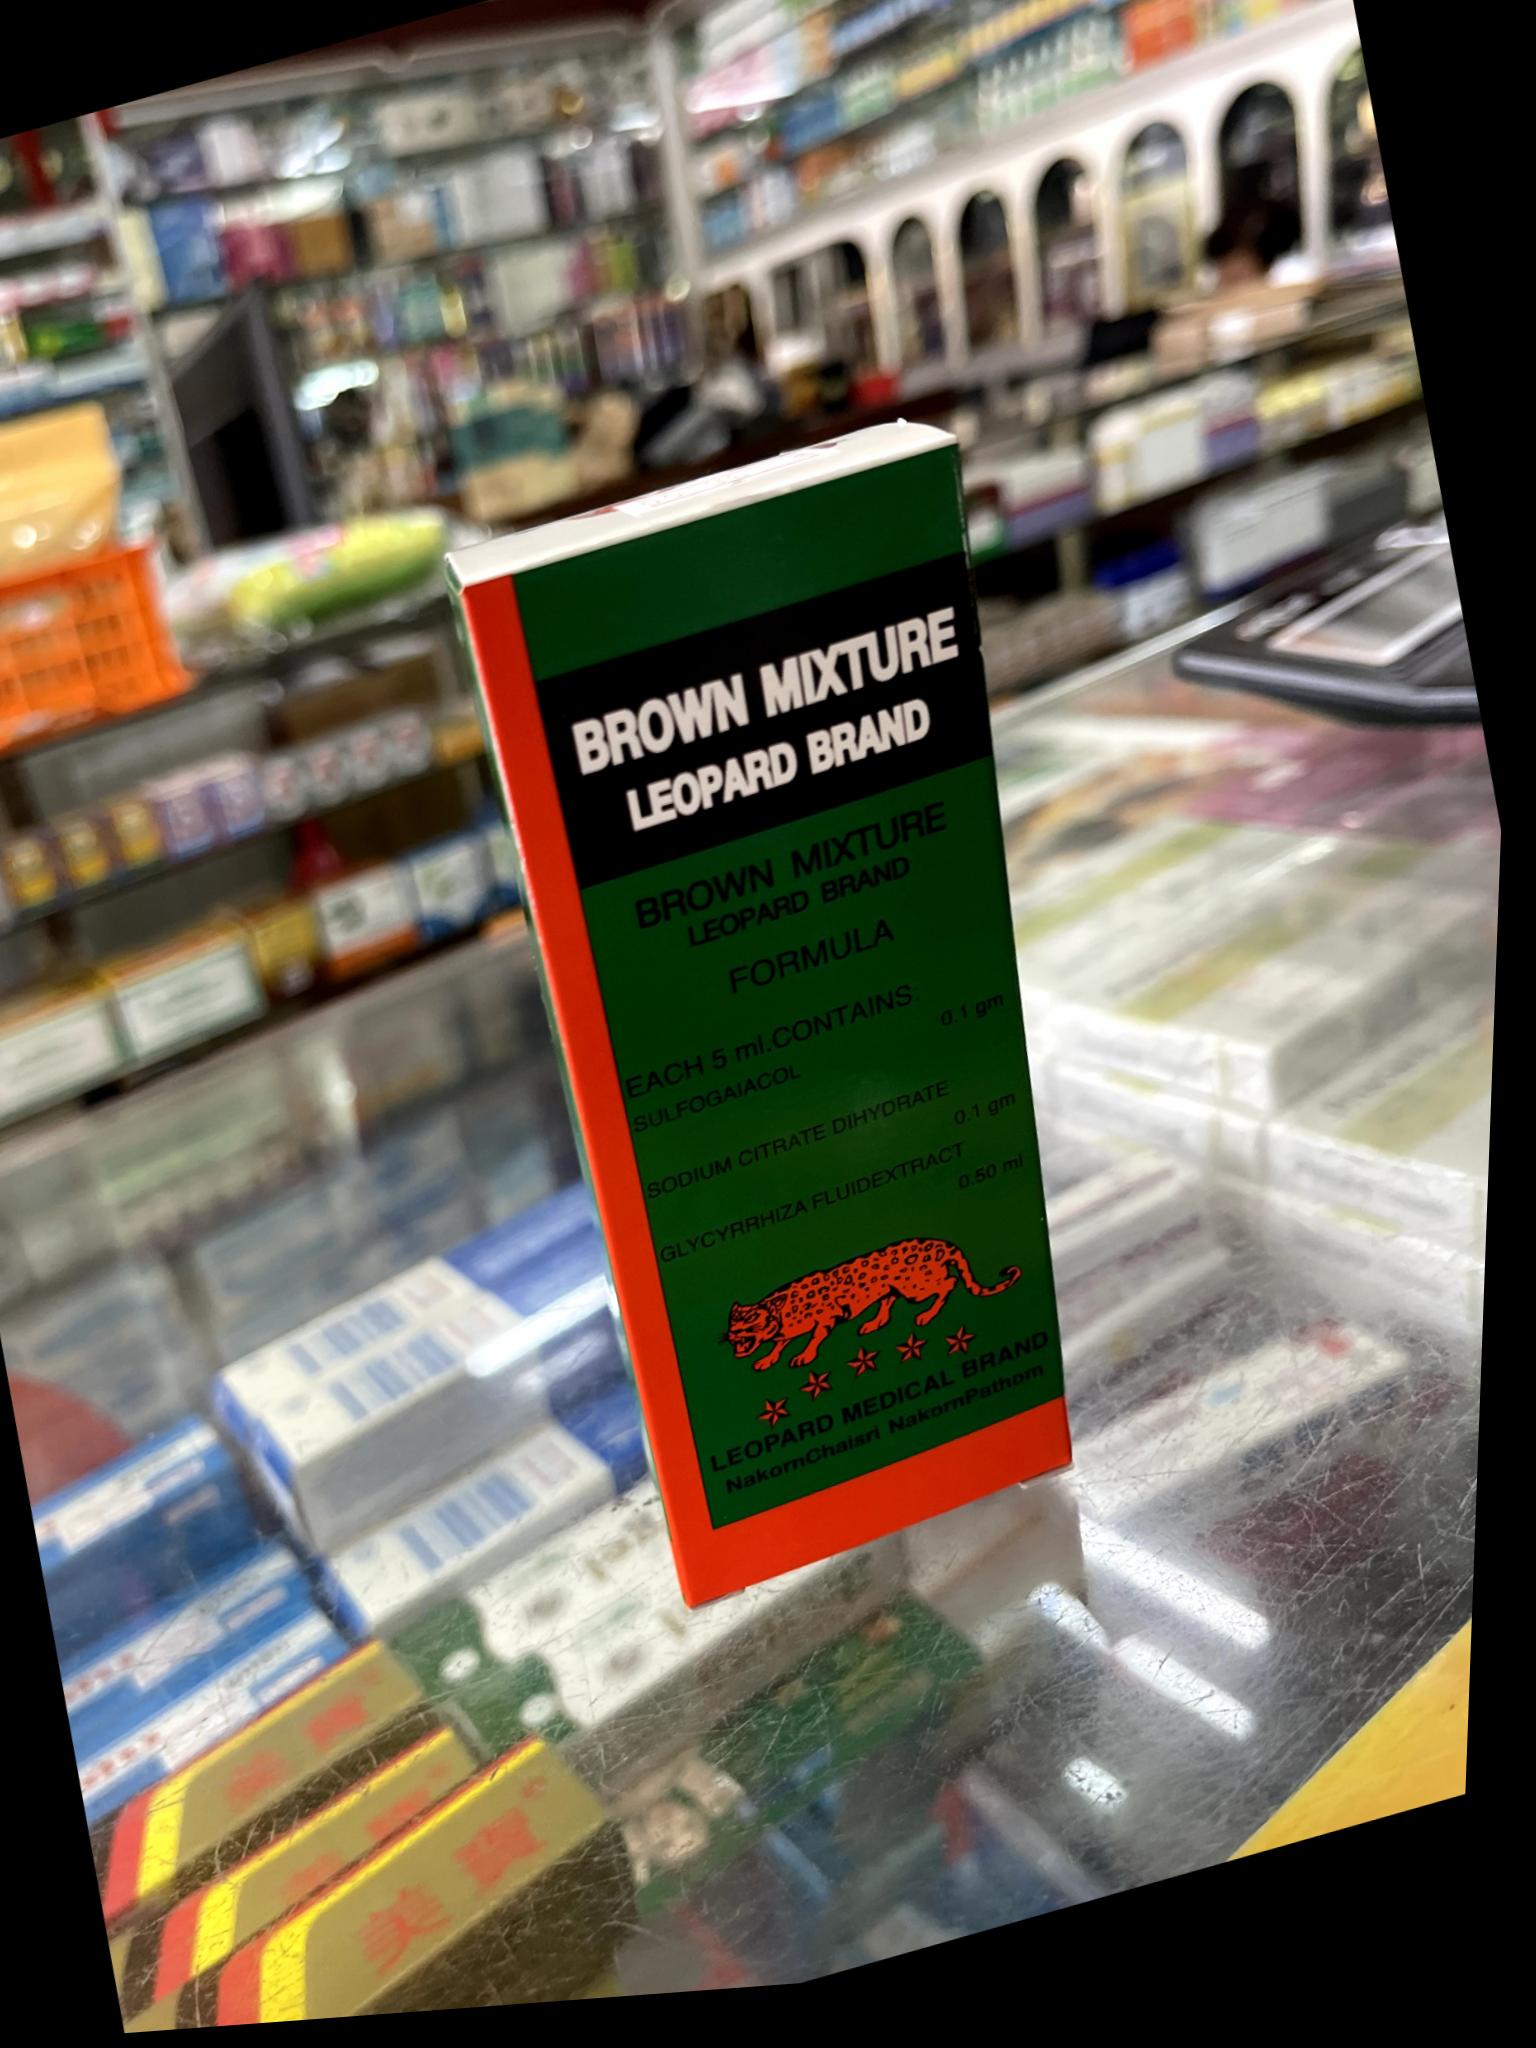 BROWN MIXTURE
LEOPARD BRAND
BROWN MIXTURE
LEOPARD BRAND
FORMULA
EACH 5 ml.CONTAINS:
SULFOGAIACOL 0.1 gm
SODIUM CITRATE DIHYDRATE
0.1 gm
GLYCYRRHIZA FLUIDEXTRACT
0.50 ml
LEOPARD MEDICAL BRAND
NakornChaisri NakornPathom